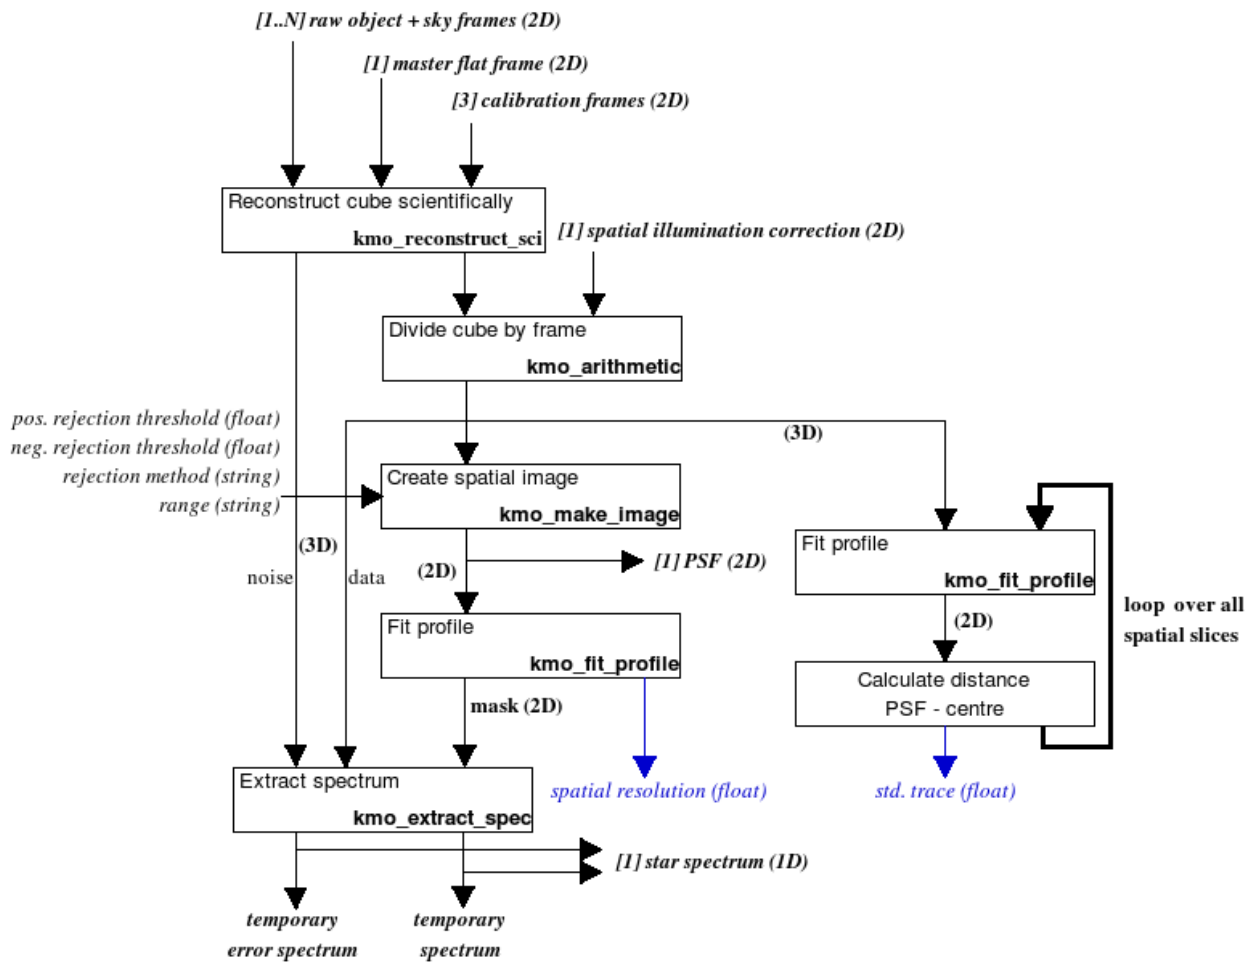 [1..N] raw object + sky frames (2D)
[1] master flat frame (2D)
[3] calibration frames (2D)
Reconstruct cube scientifically
kmo_reconstruct_sci
[1] spatial illumination correction (2D)
Divide cube by frame
kmo_arithmetic
pos. rejection threshold (float)
neg. rejection threshold (float)
rejection method (string)
range (string)
(3D)
Create spatial image
kmo_make_image
(3D)
noise
data
(2D)
[1] PSF (2D)
Fit profile
kmo_fit_profile
(2D)
loop over all
spatial slices
Fit profile
kmo_fit_profile
mask (2D)
Calculate distance
PSF - centre
Extract spectrum
kmo_extract_spec
spatial resolution (float)
std. trace (float)
[1] star spectrum (1D)
temporary
error spectrum
temporary
spectrum